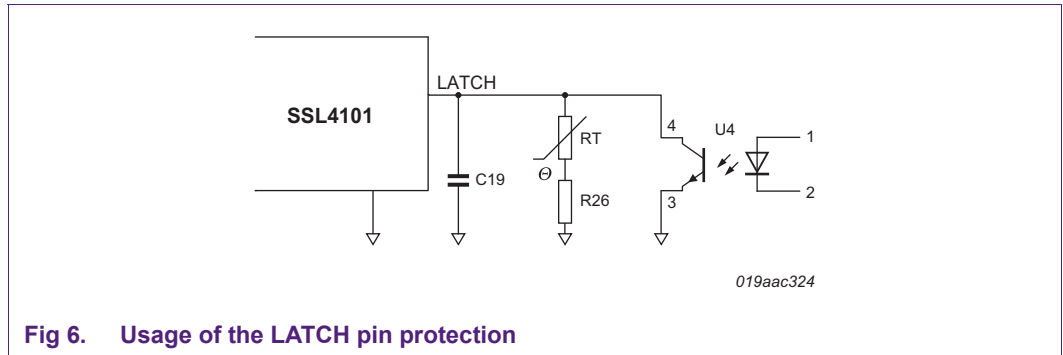 LATCH
SSL4101
4
U4
1
RT
Θ
C19
R26
3
2
019aac324
Fig 6. Usage of the LATCH pin protection